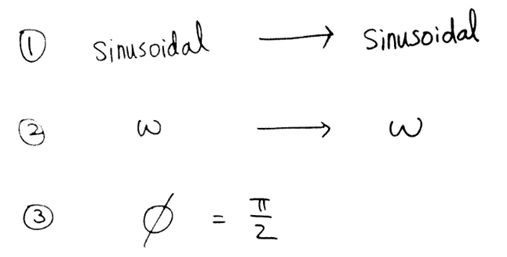 ① Sinusoidal → Sinusoidal
② ω → ω
③ ϕ = π/2